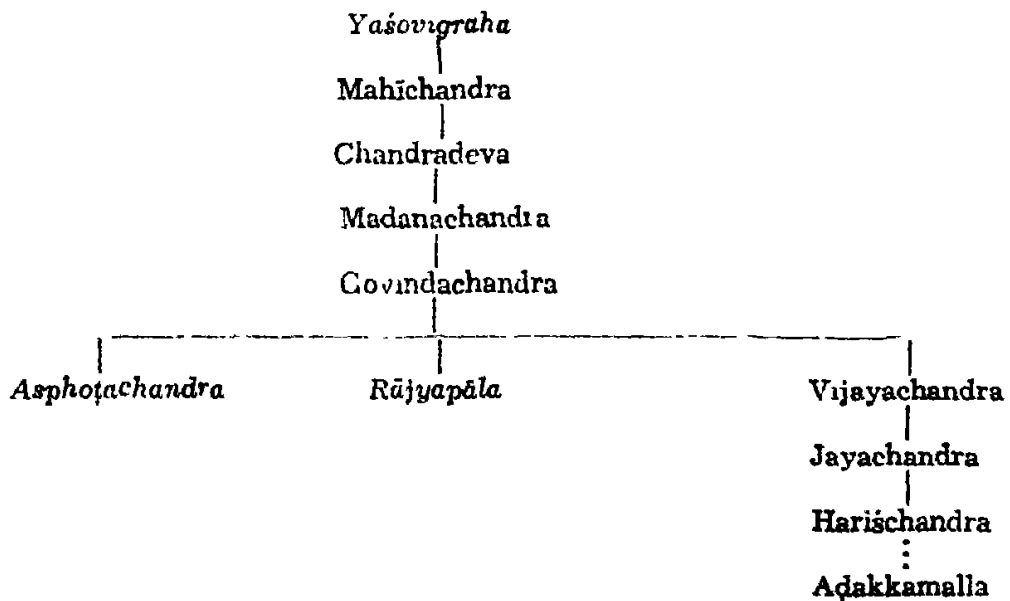 Yaśovigraha
Mahīchandra
Chandradeva
Madanachandra
Govindachandra
Asphoṭachandra Rājyapāla Vijayachandra
Jayachandra
Hariśchandra
Aḍakkamalla